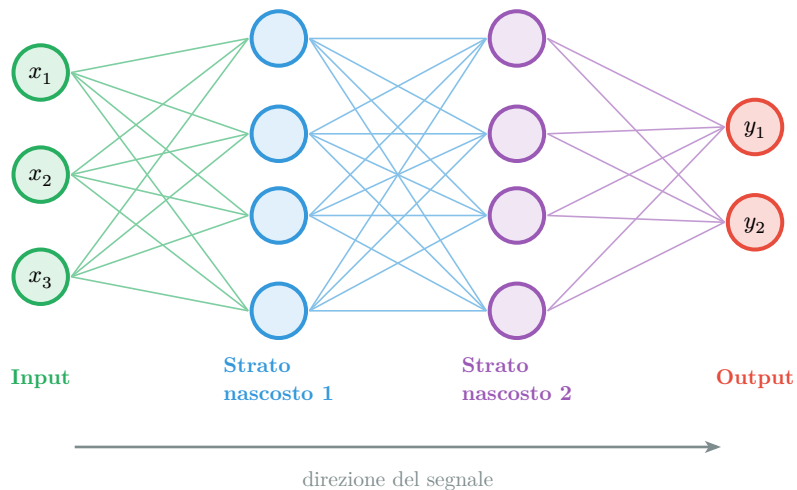 x₁
x₂
x₃
y₁
y₂
Input
Strato
nascosto 1
Strato
nascosto 2
Output
direzione del segnale